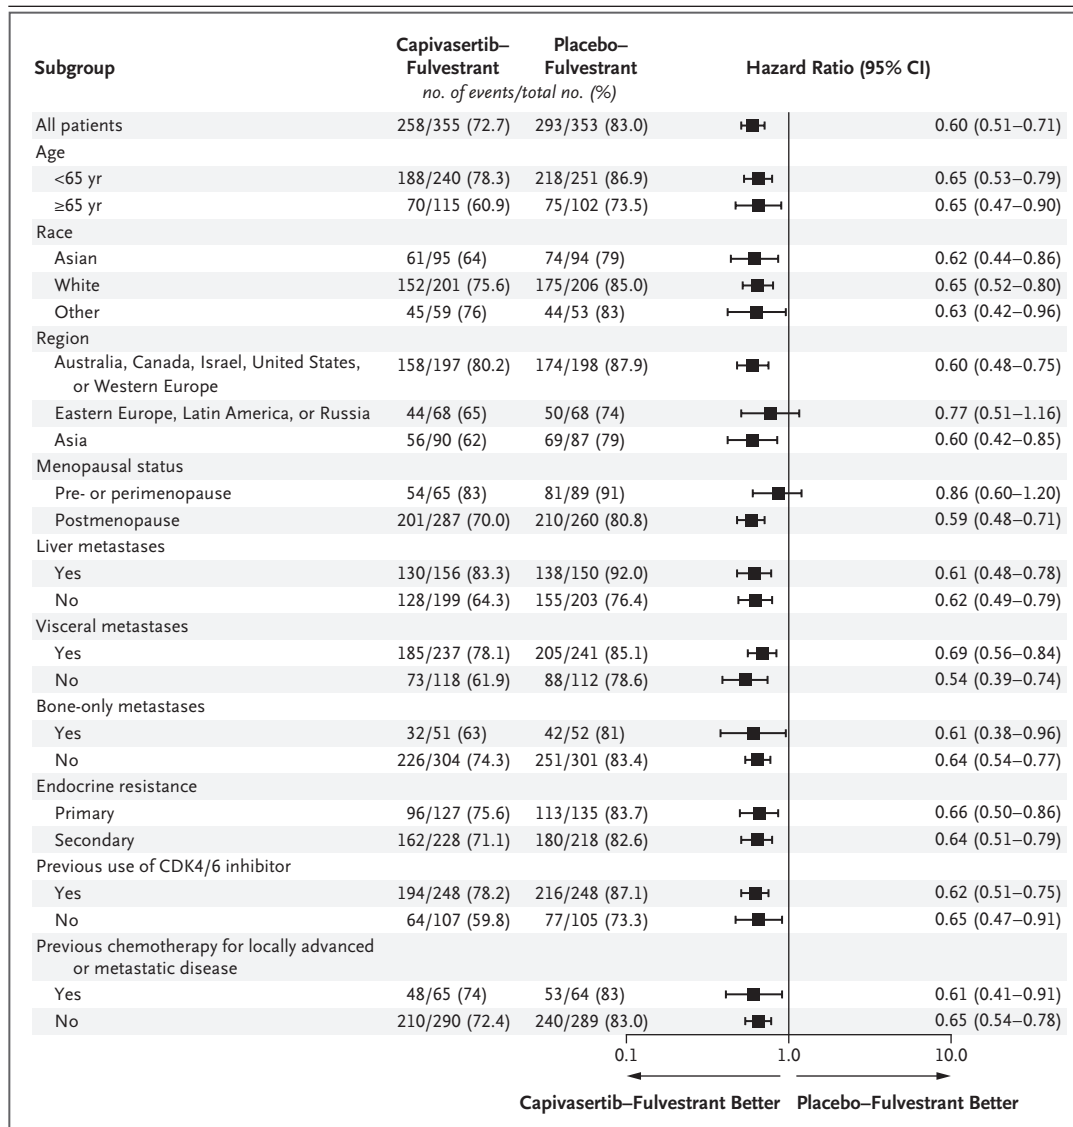 Subgroup Capivasertib–Fulvestrant Placebo–Fulvestrant Hazard Ratio (95% CI)
no. of events/total no. (%)
All patients 258/355 (72.7) 293/353 (83.0) 0.60 (0.51–0.71)
Age
<65 yr 188/240 (78.3) 218/251 (86.9) 0.65 (0.53–0.79)
≥65 yr 70/115 (60.9) 75/102 (73.5) 0.65 (0.47–0.90)
Race
Asian 61/95 (64) 74/94 (79) 0.62 (0.44–0.86)
White 152/201 (75.6) 175/206 (85.0) 0.65 (0.52–0.80)
Other 45/59 (76) 44/53 (83) 0.63 (0.42–0.96)
Region
Australia, Canada, Israel, United States, 158/197 (80.2) 174/198 (87.9) 0.60 (0.48–0.75)
or Western Europe
Eastern Europe, Latin America, or Russia 44/68 (65) 50/68 (74) 0.77 (0.51–1.16)
Asia 56/90 (62) 69/87 (79) 0.60 (0.42–0.85)
Menopausal status
Pre- or perimenopause 54/65 (83) 81/89 (91) 0.86 (0.60–1.20)
Postmenopause 201/287 (70.0) 210/260 (80.8) 0.59 (0.48–0.71)
Liver metastases
Yes 130/156 (83.3) 138/150 (92.0) 0.61 (0.48–0.78)
No 128/199 (64.3) 155/203 (76.4) 0.62 (0.49–0.79)
Visceral metastases
Yes 185/237 (78.1) 205/241 (85.1) 0.69 (0.56–0.84)
No 73/118 (61.9) 88/112 (78.6) 0.54 (0.39–0.74)
Bone-only metastases
Yes 32/51 (63) 42/52 (81) 0.61 (0.38–0.96)
No 226/304 (74.3) 251/301 (83.4) 0.64 (0.54–0.77)
Endocrine resistance
Primary 96/127 (75.6) 113/135 (83.7) 0.66 (0.50–0.86)
Secondary 162/228 (71.1) 180/218 (82.6) 0.64 (0.51–0.79)
Previous use of CDK4/6 inhibitor
Yes 194/248 (78.2) 216/248 (87.1) 0.62 (0.51–0.75)
No 64/107 (59.8) 77/105 (73.3) 0.65 (0.47–0.91)
Previous chemotherapy for locally advanced
or metastatic disease
Yes 48/65 (74) 53/64 (83) 0.61 (0.41–0.91)
No 210/290 (72.4) 240/289 (83.0) 0.65 (0.54–0.78)
0.1 1.0 10.0
Capivasertib–Fulvestrant Better Placebo–Fulvestrant Better